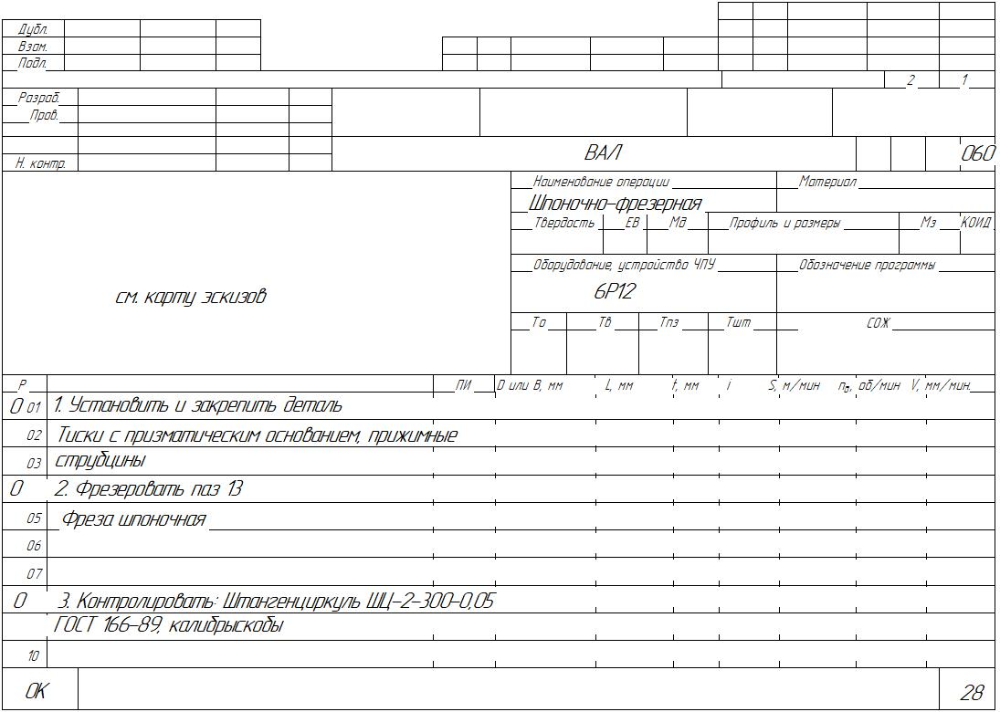 Дубл.
Взам.
Подл.
2 1
Разраб.
Пров.
ВАЛ 060
Н. контр.
Наименование операции Материал
Шпоночно-фрезерная
Твердость ЕВ Мд Профиль и размеры Мз КОИД
Оборудование, устройство ЧПУ Обозначение программы
6Р12
см. карту эскизов
То Тв Тпз Тшт СОЖ
Р ПИ D или В, мм L, мм t, мм i S, м/мин nд, об/мин V, мм/мин.
О 01 1. Установить и закрепить деталь
02 Тиски с призматическим основанием, прижимные
03 струбцины
О 2. Фрезеровать паз 13
05 Фреза шпоночная
06
07
О 3. Контролировать: Штангенциркуль ШЦ-2-300-0,05
ГОСТ 166-89, калибрыскобы
10
ОК 28